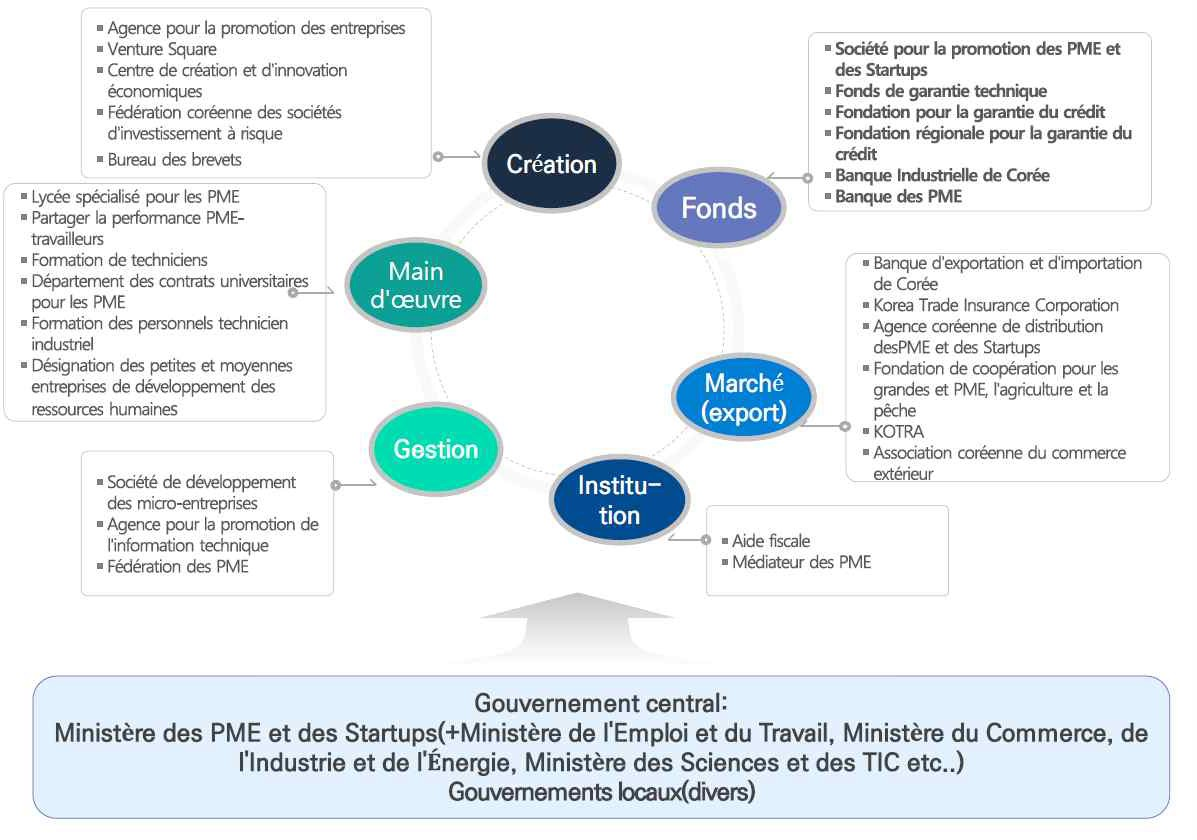 ▪ Agence pour la promotion des entreprises
▪ Venture Square
▪ Centre de création et d'innovation
économiques
▪ Fédération coréenne des sociétés
d'investissement à risque
▪ Bureau des brevets
Création
▪ Société pour la promotion des PME et
des Startups
▪ Fonds de garantie technique
▪ Fondation pour la garantie du crédit
▪ Fondation régionale pour la garantie du
crédit
▪ Banque Industrielle de Corée
▪ Banque des PME
Fonds
▪ Lycée spécialisé pour les PME
▪ Partager la performance PME-
travailleurs
▪ Formation de techniciens
▪ Département des contrats universitaires
pour les PME
▪ Formation des personnels technicien
industriel
▪ Désignation des petites et moyennes
entreprises de développement des
ressources humaines
Main
d'œuvre
▪ Banque d'exportation et d'importation
de Corée
▪ Korea Trade Insurance Corporation
▪ Agence coréenne de distribution
desPME et des Startups
▪ Fondation de coopération pour les
grandes et PME, l'agriculture et la
pêche
▪ KOTRA
▪ Association coréenne du commerce
extérieur
Marché
(export)
Gestion
▪ Société de développement
des micro-entreprises
▪ Agence pour la promotion de
l'information technique
▪ Fédération des PME
Institu-
tion
▪ Aide fiscale
▪ Médiateur des PME
Gouvernement central:
Ministère des PME et des Startups(+Ministère de l'Emploi et du Travail, Ministère du Commerce, de
l'Industrie et de l'Énergie, Ministère des Sciences et des TIC etc..)
Gouvernements locaux(divers)